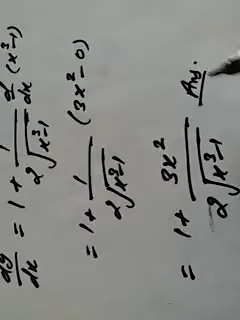 dy/dx = 1 + 1/(2√(x³-1)) d/dx (x³-1)
= 1 + 1/(2√(x³-1)) (3x²-0)
= 1 + 3x²/(2√(x³-1)) Ans.